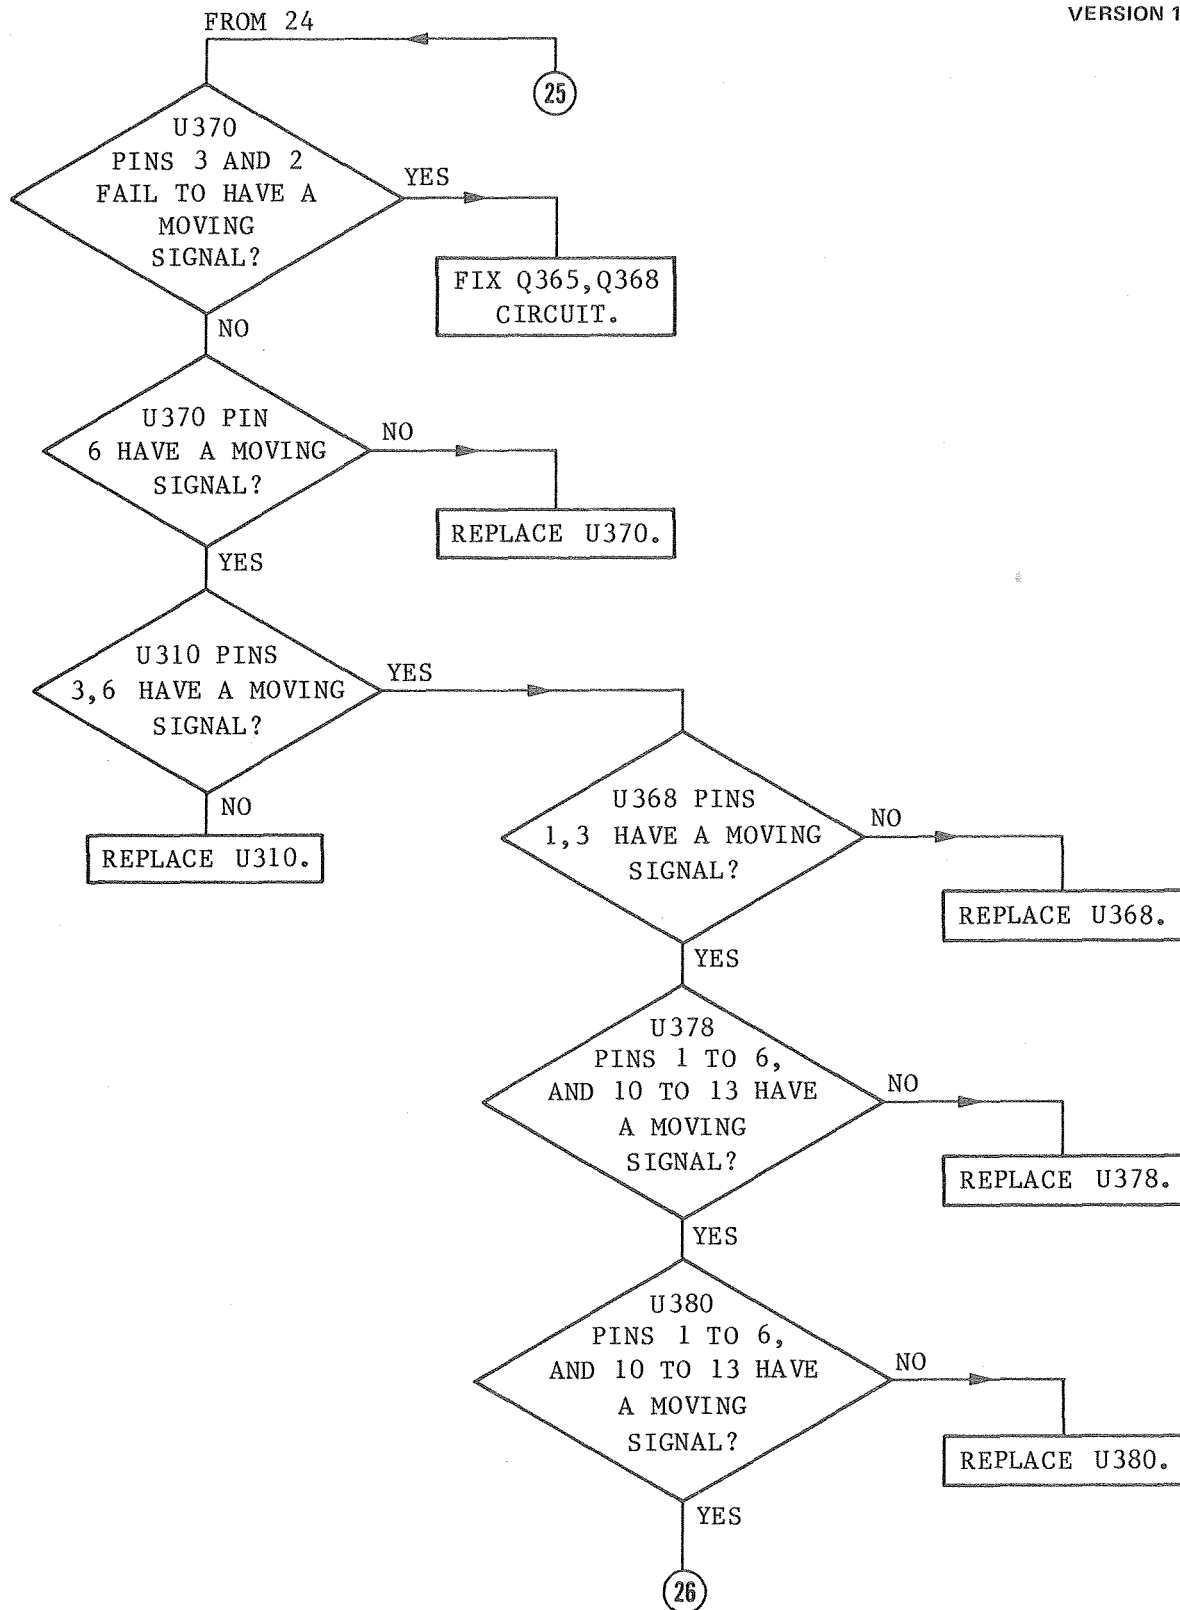 VERSION 1
FROM 24
25
U370
PINS 3 AND 2
FAIL TO HAVE A
MOVING
SIGNAL?
YES
FIX Q365,Q368
CIRCUIT.
NO
U370 PIN
6 HAVE A MOVING
SIGNAL?
NO
REPLACE U370.
YES
U310 PINS
3,6 HAVE A MOVING
SIGNAL?
YES
NO
REPLACE U310.
U368 PINS
1,3 HAVE A MOVING
SIGNAL?
NO
REPLACE U368.
YES
U378
PINS 1 TO 6,
AND 10 TO 13 HAVE
A MOVING
SIGNAL?
NO
REPLACE U378.
YES
U380
PINS 1 TO 6,
AND 10 TO 13 HAVE
A MOVING
SIGNAL?
NO
REPLACE U380.
YES
26